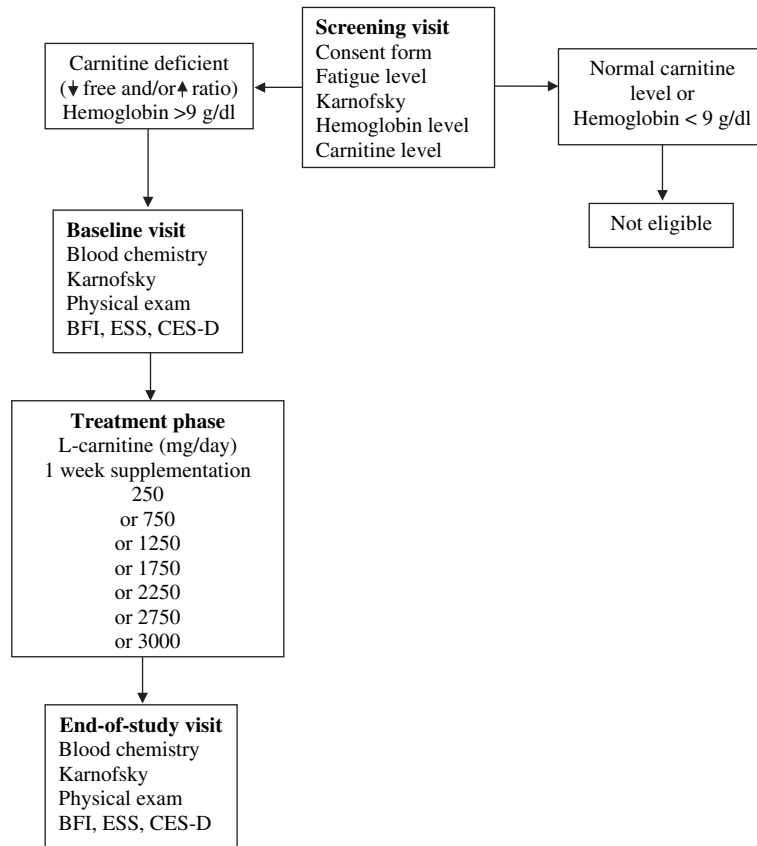 Screening visit
Consent form
Fatigue level
Karnofsky
Hemoglobin level
Carnitine level
Carnitine deficient
(↓ free and/or↑ ratio)
Hemoglobin >9 g/dl
Normal carnitine
level or
Hemoglobin < 9 g/dl
Not eligible
Baseline visit
Blood chemistry
Karnofsky
Physical exam
BFI, ESS, CES-D
Treatment phase
L-carnitine (mg/day)
1 week supplementation
250
or 750
or 1250
or 1750
or 2250
or 2750
or 3000
End-of-study visit
Blood chemistry
Karnofsky
Physical exam
BFI, ESS, CES-D